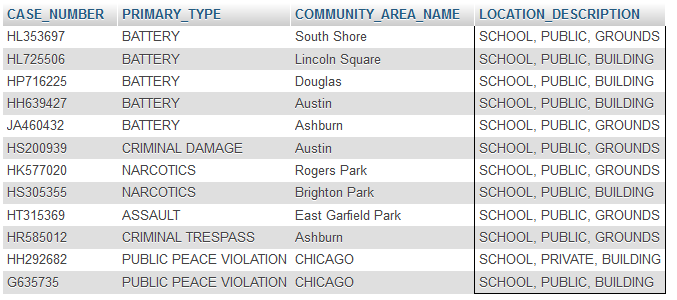 CASE_NUMBER PRIMARY_TYPE COMMUNITY_AREA_NAME LOCATION_DESCRIPTION
HL353697 BATTERY South Shore SCHOOL, PUBLIC, GROUNDS
HL725506 BATTERY Lincoln Square SCHOOL, PUBLIC, BUILDING
HP716225 BATTERY Douglas SCHOOL, PUBLIC, BUILDING
HH639427 BATTERY Austin SCHOOL, PUBLIC, BUILDING
JA460432 BATTERY Ashburn SCHOOL, PUBLIC, GROUNDS
HS200939 CRIMINAL DAMAGE Austin SCHOOL, PUBLIC, GROUNDS
HK577020 NARCOTICS Rogers Park SCHOOL, PUBLIC, GROUNDS
HS305355 NARCOTICS Brighton Park SCHOOL, PUBLIC, BUILDING
HT315369 ASSAULT East Garfield Park SCHOOL, PUBLIC, GROUNDS
HR585012 CRIMINAL TRESPASS Ashburn SCHOOL, PUBLIC, GROUNDS
HH292682 PUBLIC PEACE VIOLATION CHICAGO SCHOOL, PRIVATE, BUILDING
G635735 PUBLIC PEACE VIOLATION CHICAGO SCHOOL, PUBLIC, BUILDING